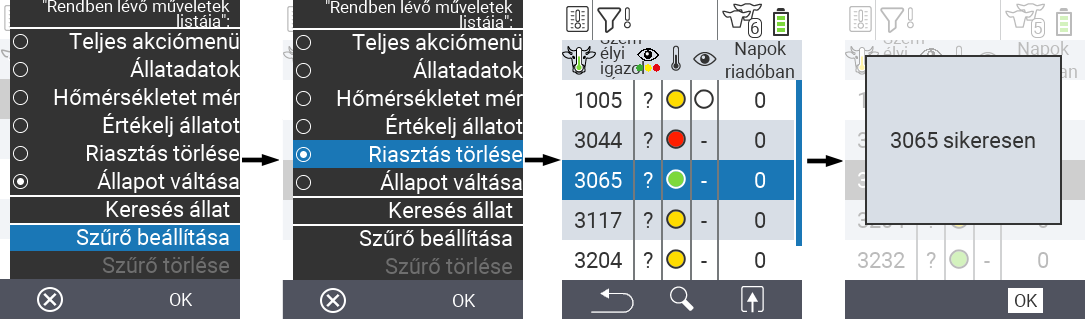 "Rendben lévő műveletek
listája":
Teljes akciómenü
Állatadatok
Hőmérsékletet mér
Értékelj állatot
Riasztás törlése
Állapot váltása
Keresés állat
Szűrő beállítása
Szűrő törlése
OK
"Rendben lévő műveletek
listája":
Teljes akciómenü
Állatadatok
Hőmérsékletet mér
Értékelj állatot
Riasztás törlése
Állapot váltása
Keresés állat
Szűrő beállítása
Szűrő törlése
OK
6
Szem
élyi
igazol
Napok
riadóban
1005 ? 0
3044 ? - 0
3065 ? - 0
3117 ? - 0
3204 ? - 0
5
Napok
3065 sikeresen
3232 ? - 0
OK